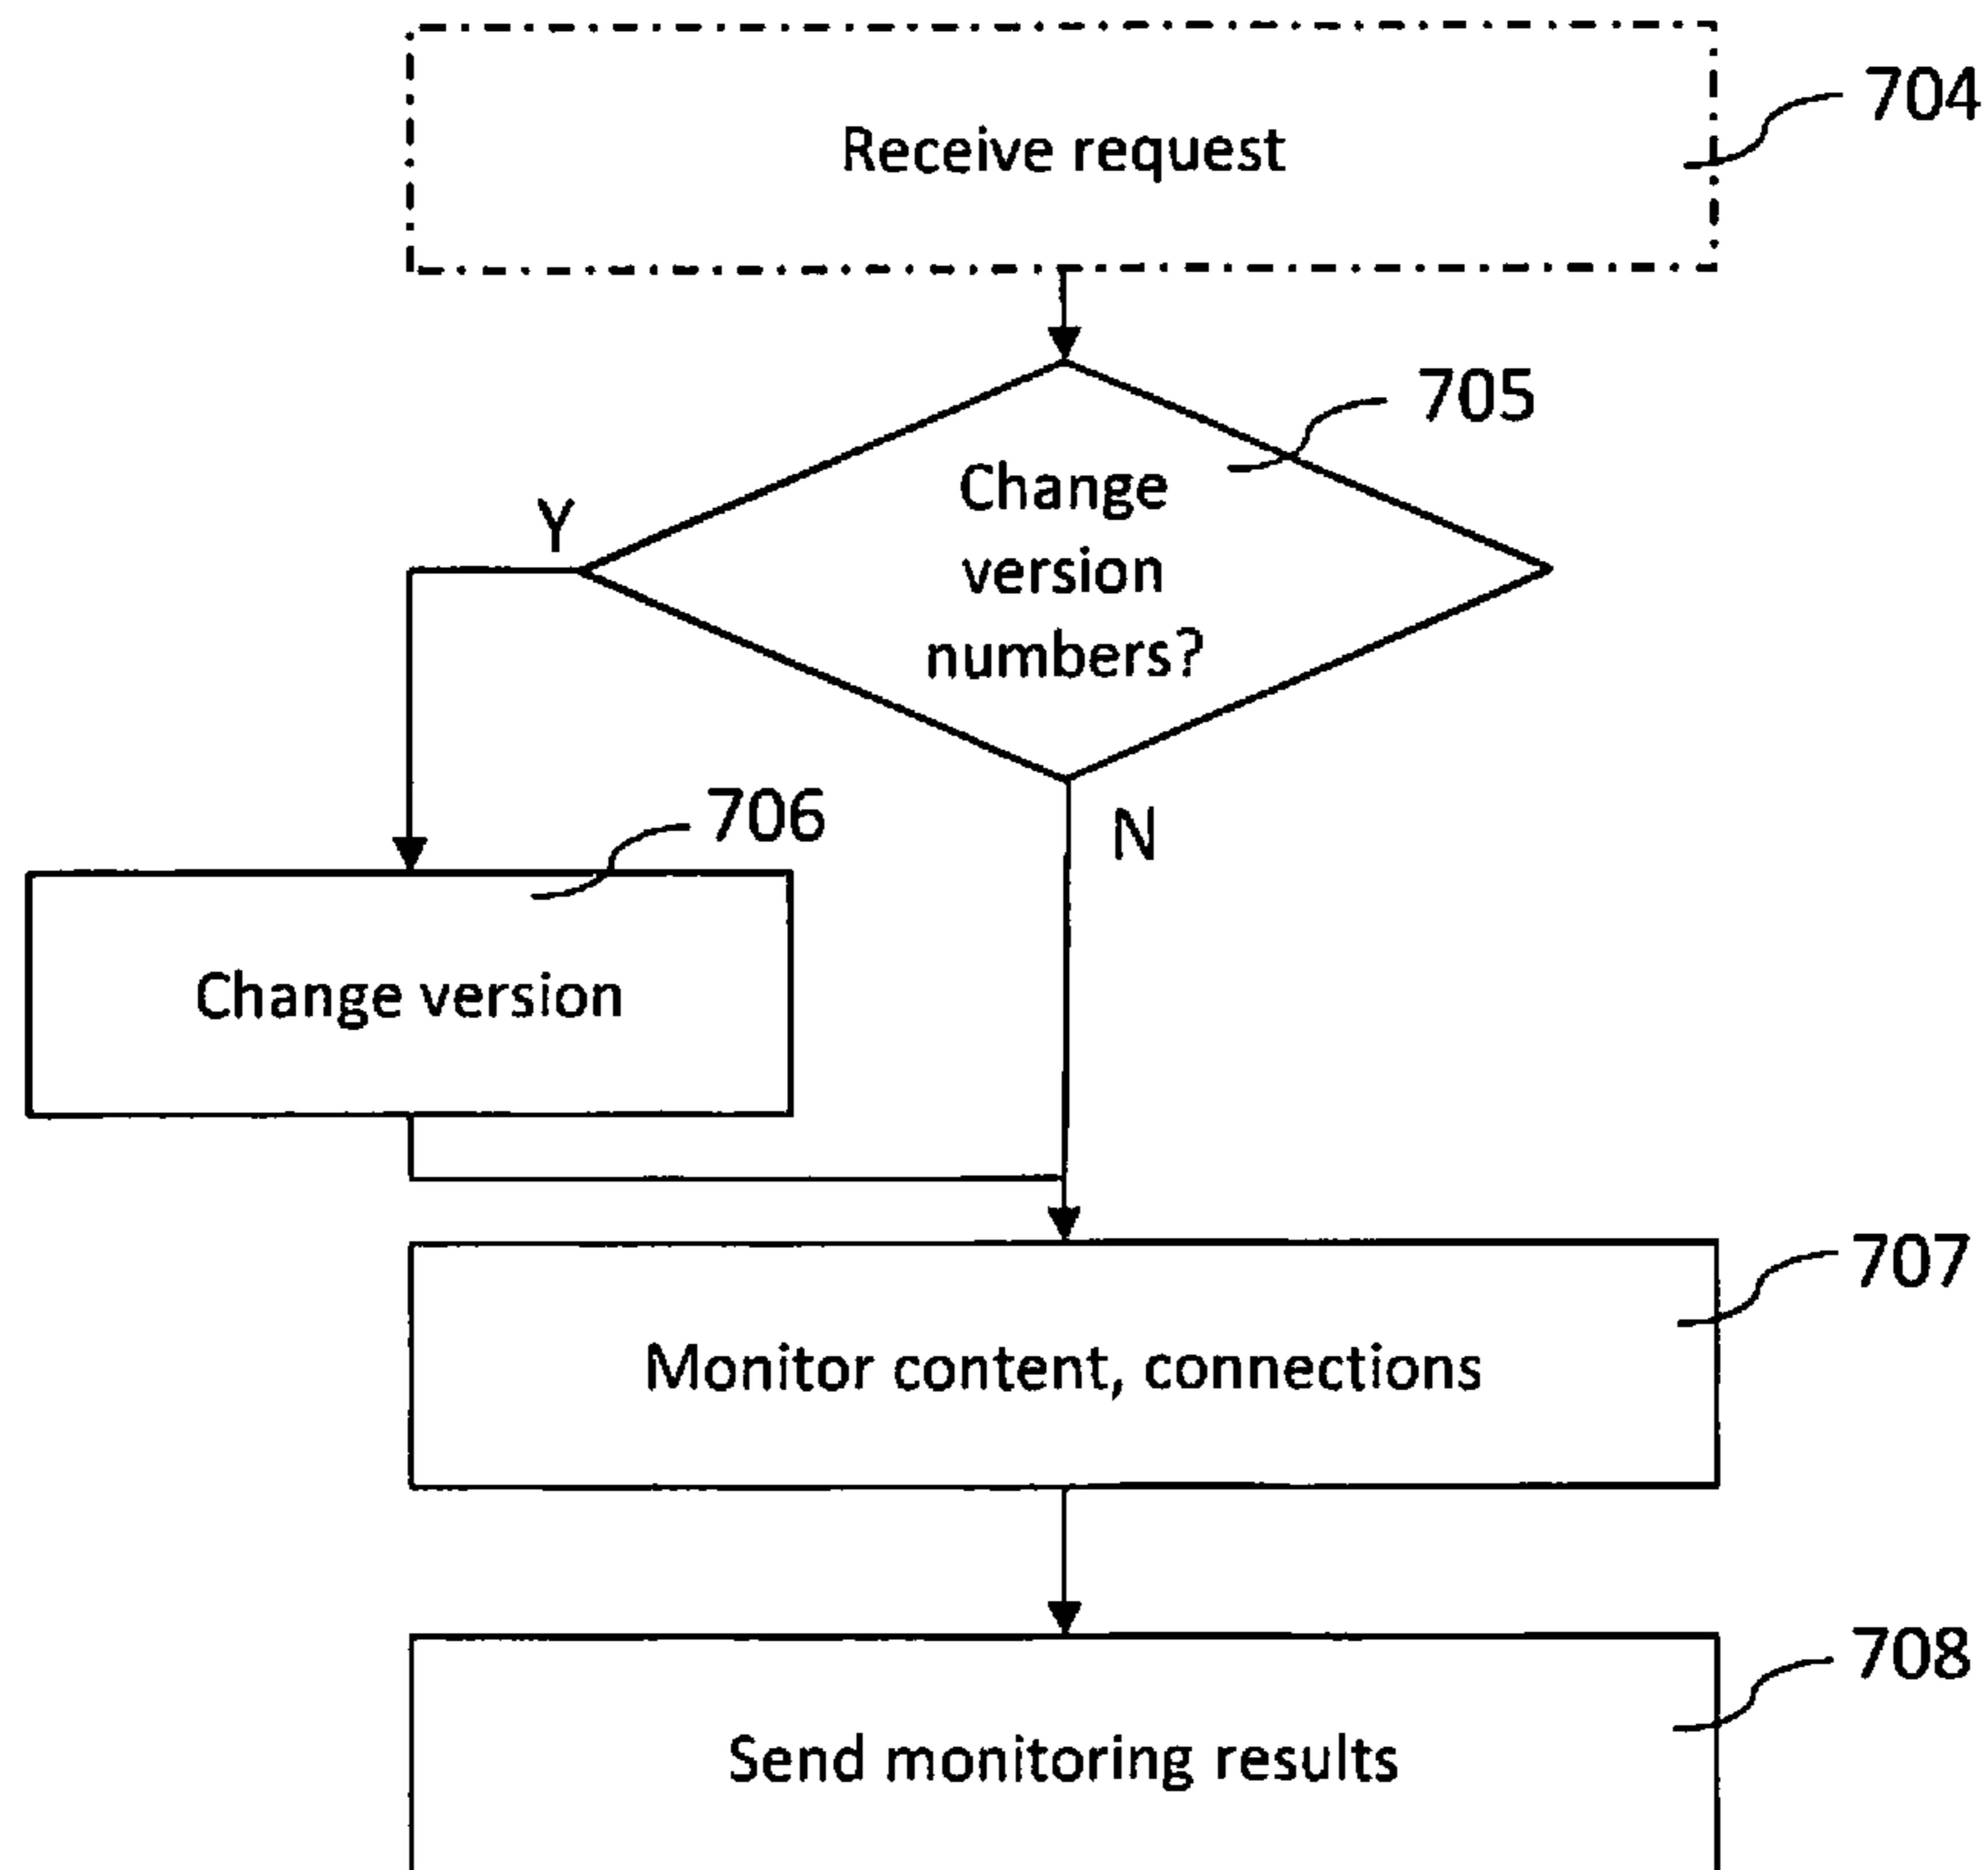 704
Receive request
705
Change
version
numbers?
Y
706
N
Change version
707
Monitor content, connections
708
Send monitoring results